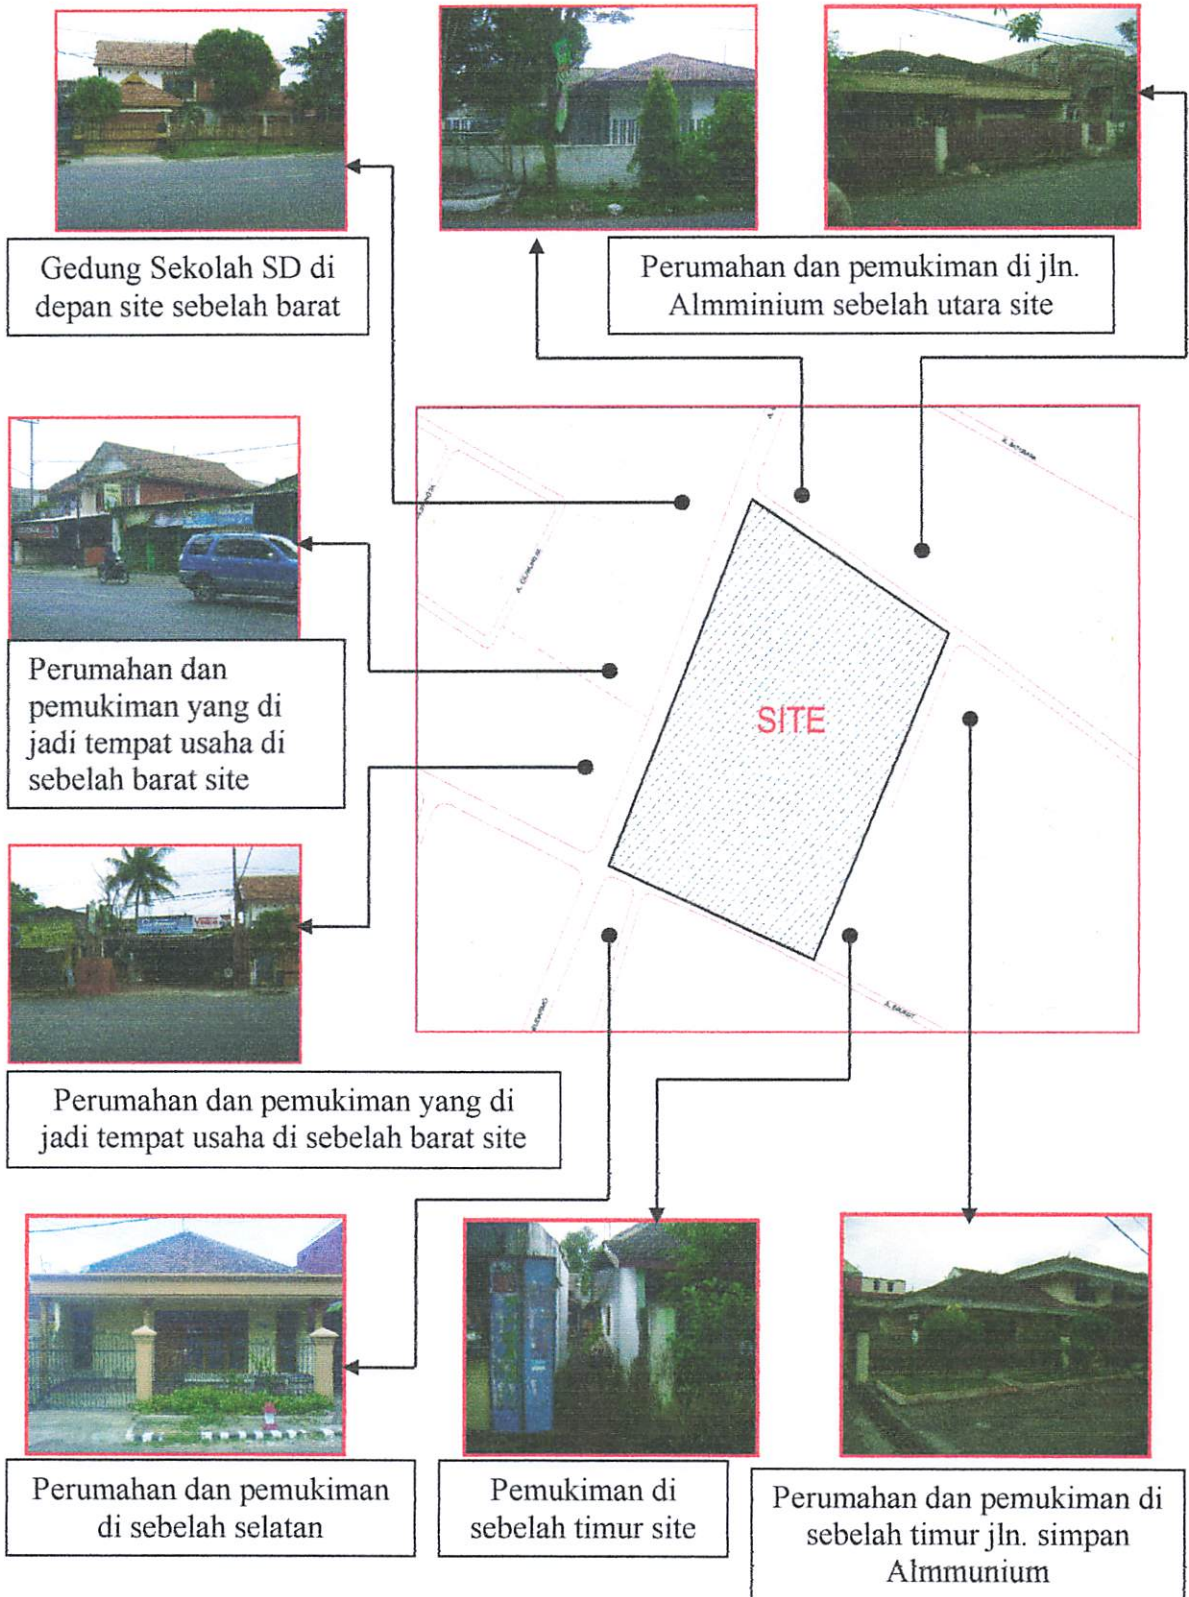 Gedung Sekolah SD di
depan site sebelah barat
Perumahan dan pemukiman di jln.
Almminium sebelah utara site
Perumahan dan
pemukiman yang di
jadi tempat usaha di
sebelah barat site
SITE
Perumahan dan pemukiman yang di
jadi tempat usaha di sebelah barat site
Perumahan dan pemukiman
di sebelah selatan
Pemukiman di
sebelah timur site
Perumahan dan pemukiman di
sebelah timur jln. simpan
Almmunium